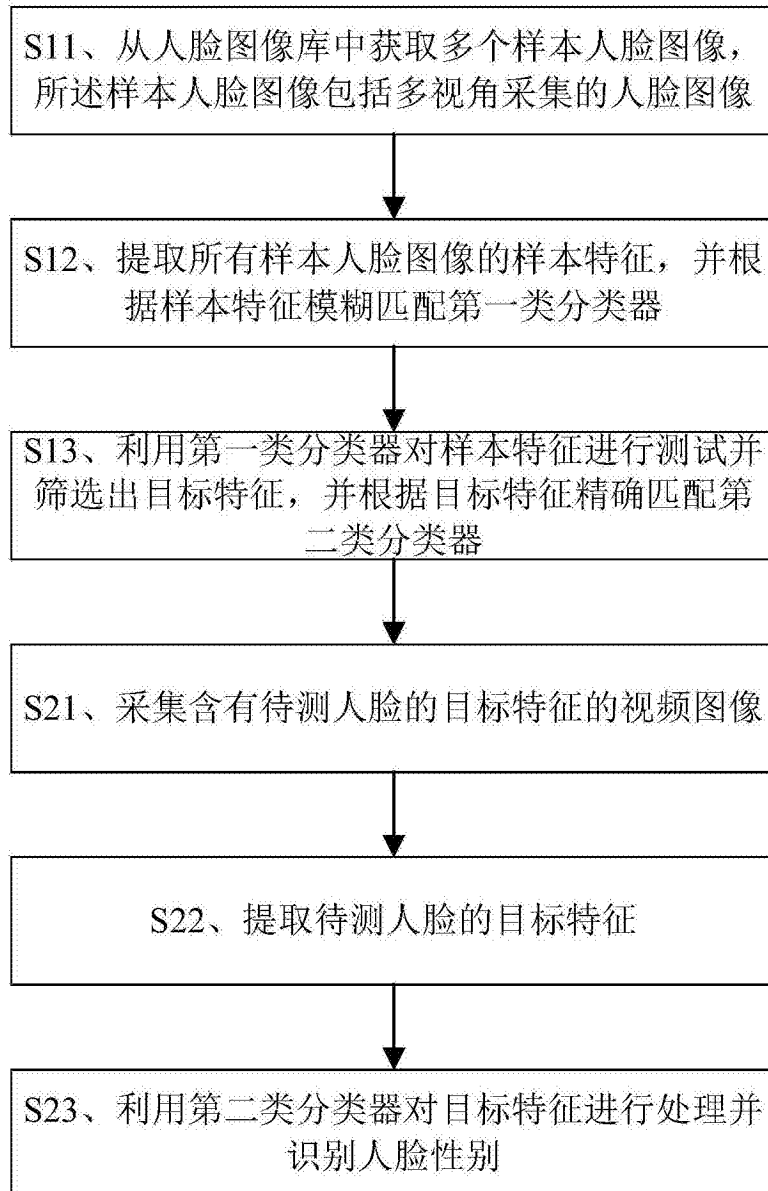 S11、从人脸图像库中获取多个样本人脸图像，
所述样本人脸图像包括多视角采集的人脸图像
S12、提取所有样本人脸图像的样本特征，并根
据样本特征模糊匹配第一类分类器
S13、利用第一类分类器对样本特征进行测试并
筛选出目标特征，并根据目标特征精确匹配第
二类分类器
S21、采集含有待测人脸的目标特征的视频图像
S22、提取待测人脸的目标特征
S23、利用第二类分类器对目标特征进行处理并
识别人脸性别